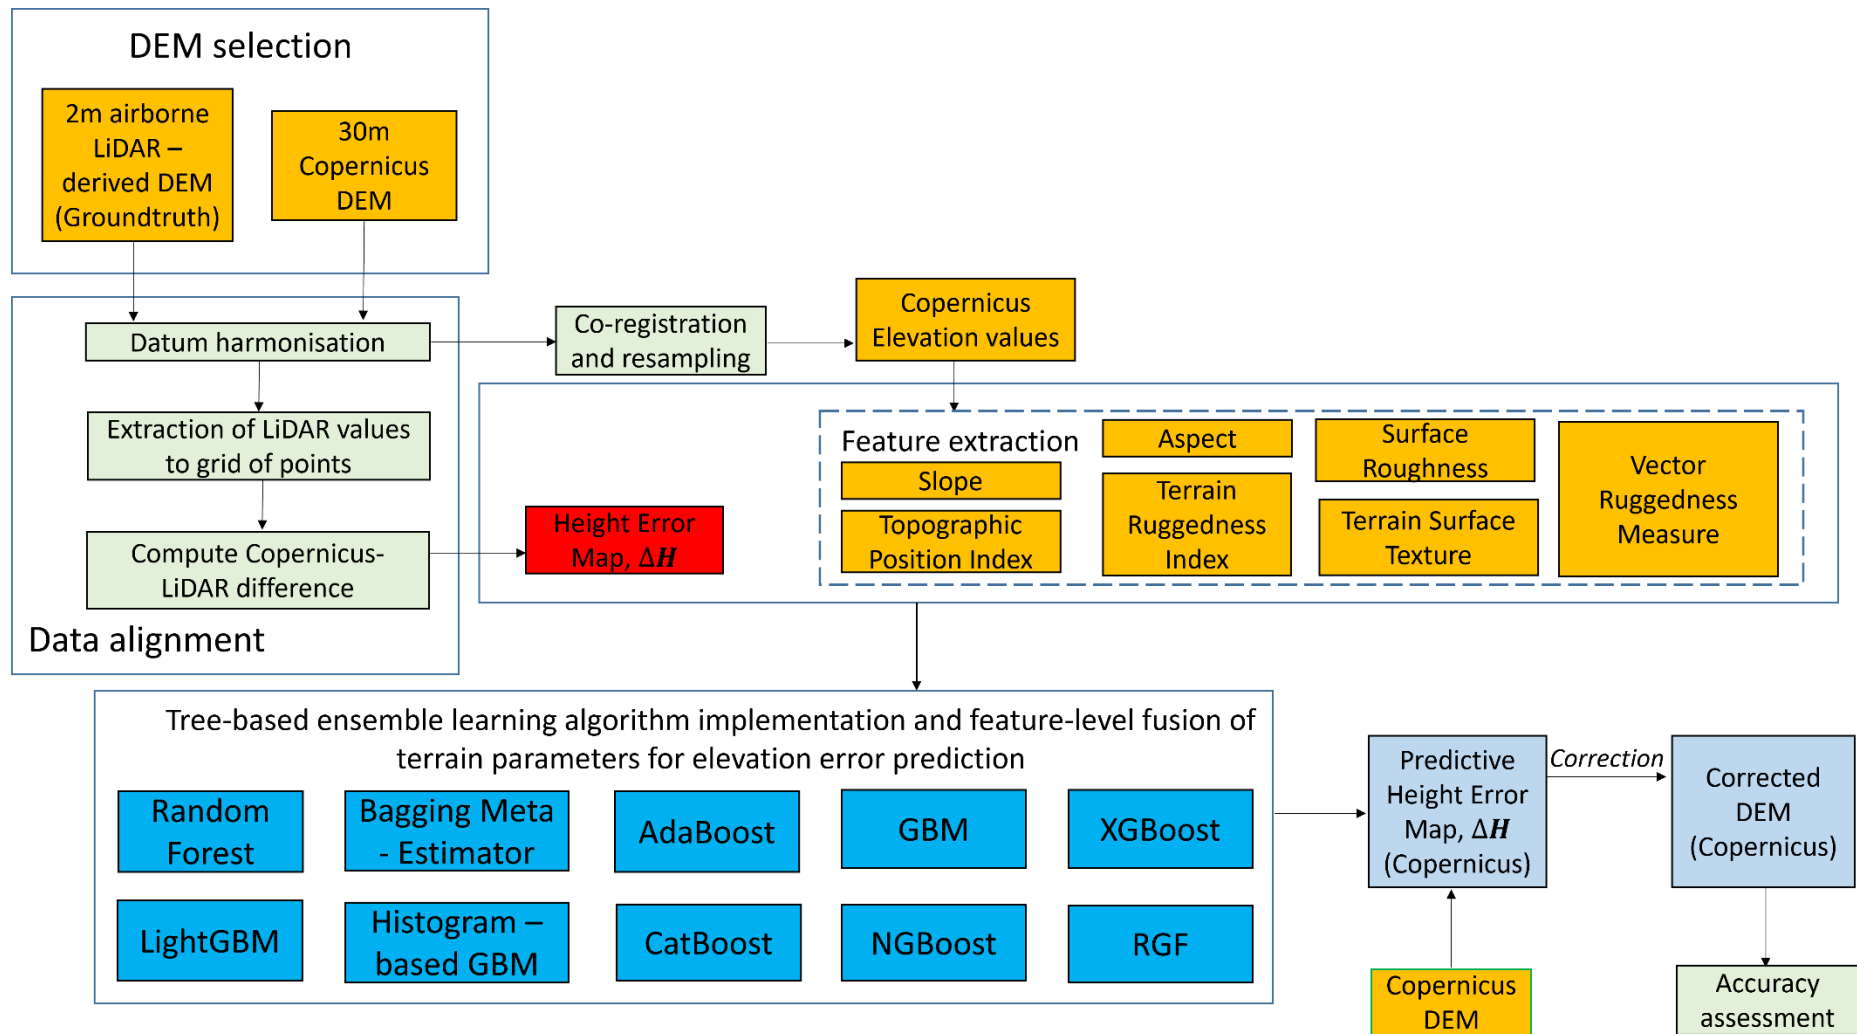 DEM selection
2m airborne
LiDAR –
derived DEM
(Groundtruth)
30m
Copernicus
DEM
Datum harmonisation
Co-registration
and resampling
Copernicus
Elevation values
Extraction of LiDAR values
to grid of points
Compute Copernicus-
LiDAR difference
Data alignment
Height Error
Map, ΔH
Feature extraction
Slope
Topographic
Position Index
Aspect
Terrain
Ruggedness
Index
Surface
Roughness
Terrain Surface
Texture
Vector
Ruggedness
Measure
Tree-based ensemble learning algorithm implementation and feature-level fusion of
terrain parameters for elevation error prediction
Random
Forest
Bagging Meta
- Estimator
AdaBoost
GBM
XGBoost
LightGBM
Histogram –
based GBM
CatBoost
NGBoost
RGF
Predictive
Height Error
Map, ΔH
(Copernicus)
Correction
Corrected
DEM
(Copernicus)
Copernicus
DEM
Accuracy
assessment